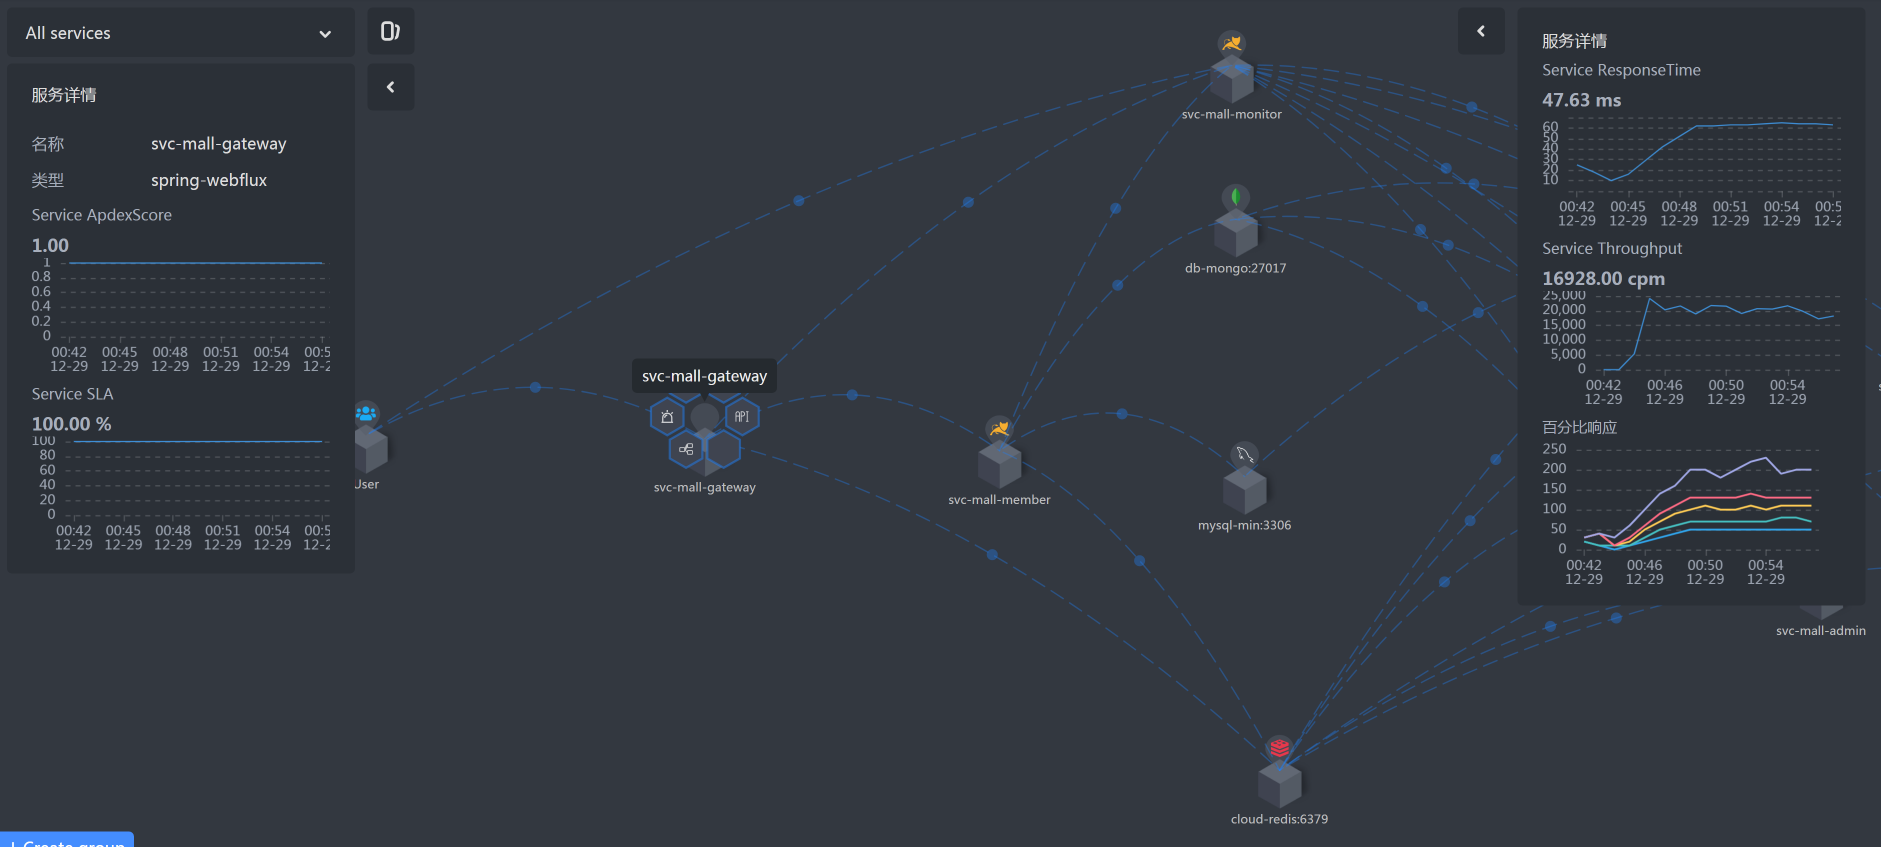 All services
服务详情
名称 svc-mall-gateway
类型 spring-webflux
Service ApdexScore
1.00
1
0.8
0.6
0.4
0.2
0
00:42 00:45 00:48 00:51 00:54 00:5
12-29 12-29 12-29 12-29 12-29 12-2
Service SLA
100.00 %
100
80
60
40
20
0
00:42 00:45 00:48 00:51 00:54 00:5
12-29 12-29 12-29 12-29 12-29 12-2
Create group
User
svc-mall-gateway
API
svc-mall-gateway
svc-mall-member
svc-mall-monitor
db-mongo:27017
mysql-min:3306
cloud-redis:6379
svc-mall-admin
服务详情
Service ResponseTime
47.63 ms
60
50
40
30
20
10
00:42 00:45 00:48 00:51 00:54 00:5
12-29 12-29 12-29 12-29 12-29 12-2
Service Throughput
16928.00 cpm
25,000
20,000
15,000
10,000
5,000
0
00:42 00:46 00:50 00:54
12-29 12-29 12-29 12-29
百分比响应
250
200
150
100
50
0
00:42 00:46 00:50 00:54
12-29 12-29 12-29 12-29